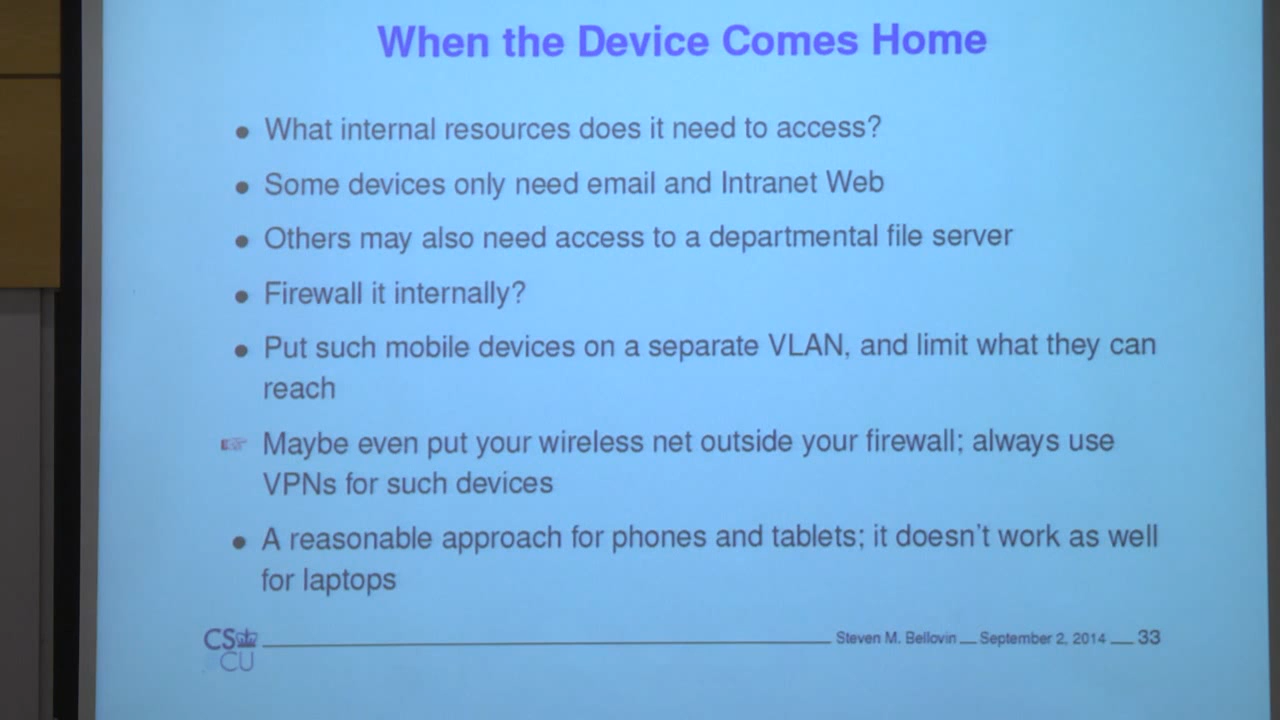 When the Device Comes Home
• What internal resources does it need to access?
• Some devices only need email and Intranet Web
• Others may also need access to a departmental file server
• Firewall it internally?
• Put such mobile devices on a separate VLAN, and limit what they can
reach
☞ Maybe even put your wireless net outside your firewall; always use
VPNs for such devices
• A reasonable approach for phones and tablets; it doesn't work as well
for laptops
CS
CU
Steven M. Bellovin — September 2, 2014 — 33